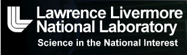 Lawrence Livermore
National Laboratory
Science in the National Interest